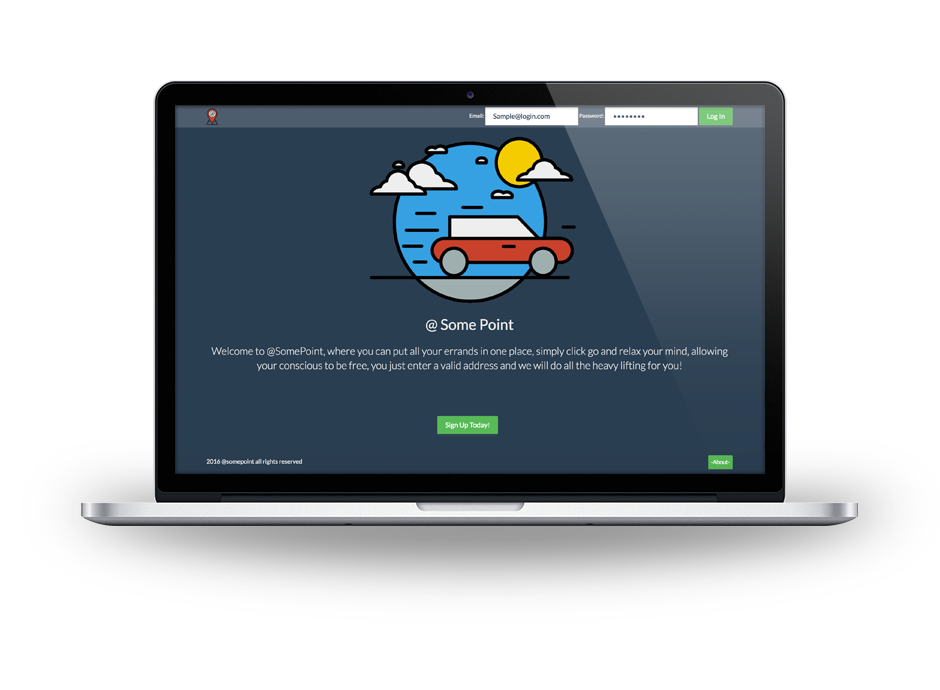 Email: Sample@login.com Password: •••••••• Log In
@ Some Point
Welcome to @SomePoint, where you can put all your errands in one place, simply click go and relax your mind, allowing
your conscious to be free, you just enter a valid address and we will do all the heavy lifting for you!
Sign Up Today!
2016 @somepoint all rights reserved -About-